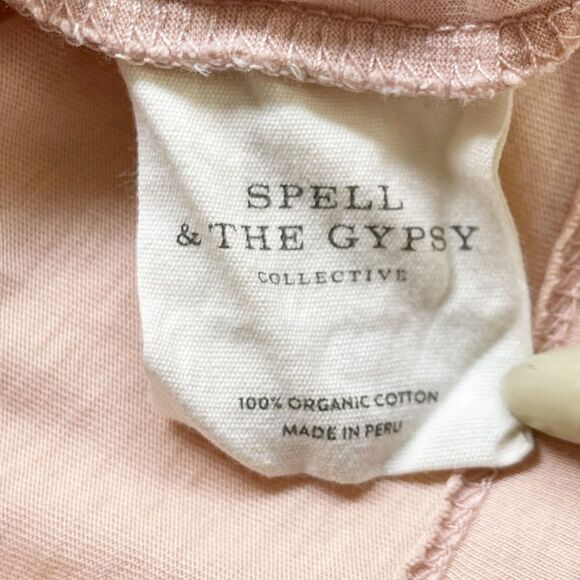 SPELL
& THE GYPSY
COLLECTIVE
100% ORGANIC COTTON
MADE IN PERU